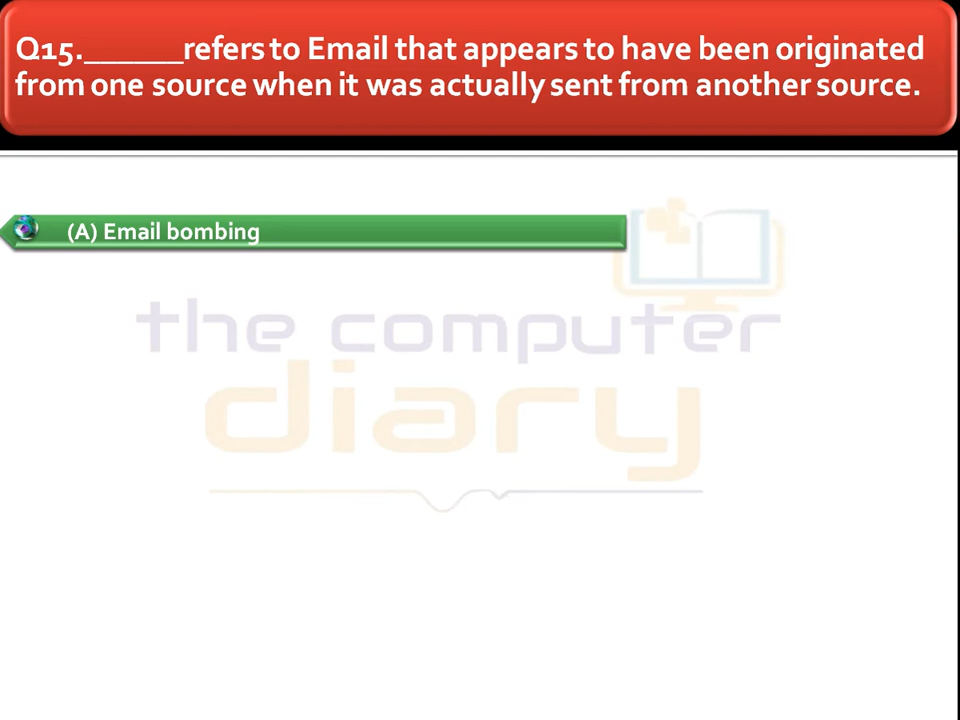 Q15.______refers to Email that appears to have been originated
from one source when it was actually sent from another source.
(A) Email bombing
the computer
diary